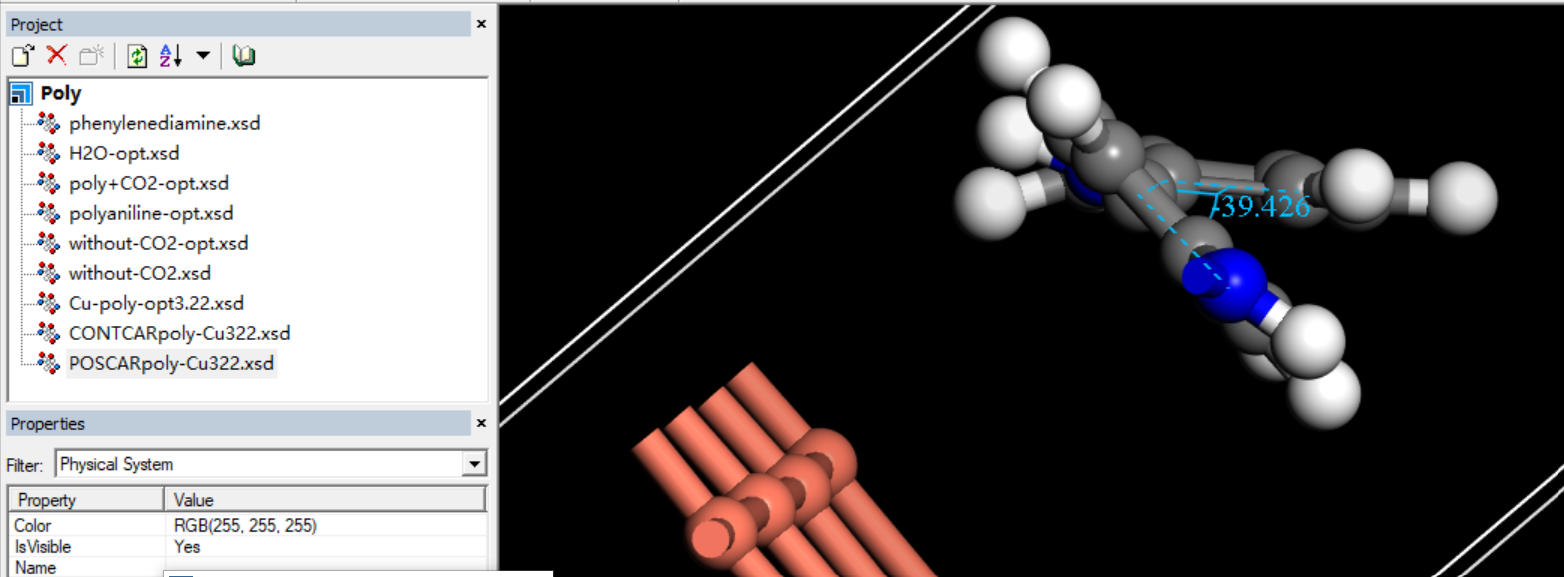 Project
Poly
phenylenediamine.xsd
H2O-opt.xsd
poly+CO2-opt.xsd
polyaniline-opt.xsd
without-CO2-opt.xsd
without-CO2.xsd
Cu-poly-opt3.22.xsd
CONTCARpoly-Cu322.xsd
POSCARpoly-Cu322.xsd
Properties
Filter: Physical System
Property Value
Color RGB(255, 255, 255)
IsVisible Yes
Name
-39.426